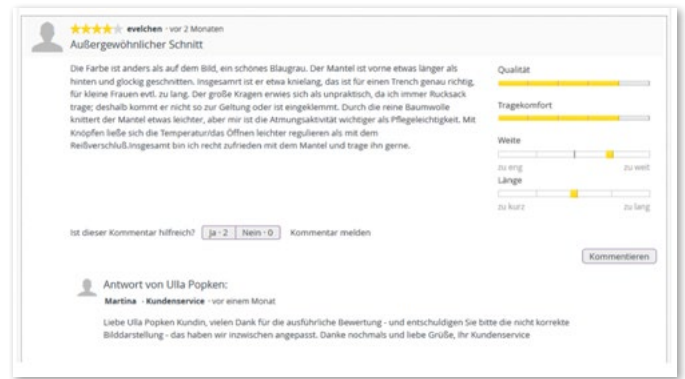 evelchen · vor 2 Monaten
Außergewöhnlicher Schnitt
Die Farbe ist anders als auf dem Bild, ein schönes Blaugrau. Der Mantel ist vorne etwas länger als
hinten und glockig geschnitten. Insgesamrt ist er etwa knielang, das ist für einen Trench genau richtig,
für kleine Frauen evtl. zu lang. Der große Kragen erwies sich als unpraktisch, da ich immer Rucksack
trage; deshalb kommt er nicht so zur Geltung oder ist eingeklemmt. Durch die reine Baumwolle
knittert der Mantel etwas leichter, aber mir ist die Atmungsaktivität wichtiger als Pflegeleichtigkeit. Mit
Knöpfen ließe sich die Temperatur/das Öffnen leichter regulieren als mit dem
Reißverschluß.Insgesamt bin ich recht zufrieden mit dem Mantel und trage ihn gerne.
Qualität
Tragekomfort
Weite
zu eng zu weit
Länge
zu kurz zu lang
Ist dieser Kommentar hilfreich? Ja · 2 Nein · 0 Kommentar melden
Kommentieren
Antwort von Ulla Popken:
Martina - Kundenservice · vor einem Monat
Liebe Ulla Popken Kundin, vielen Dank für die ausführliche Bewertung - und entschuldigen Sie bitte die nicht korrekte
Bilddarstellung - das haben wir inzwischen angepasst. Danke nochmals und liebe Grüße, Ihr Kundenservice